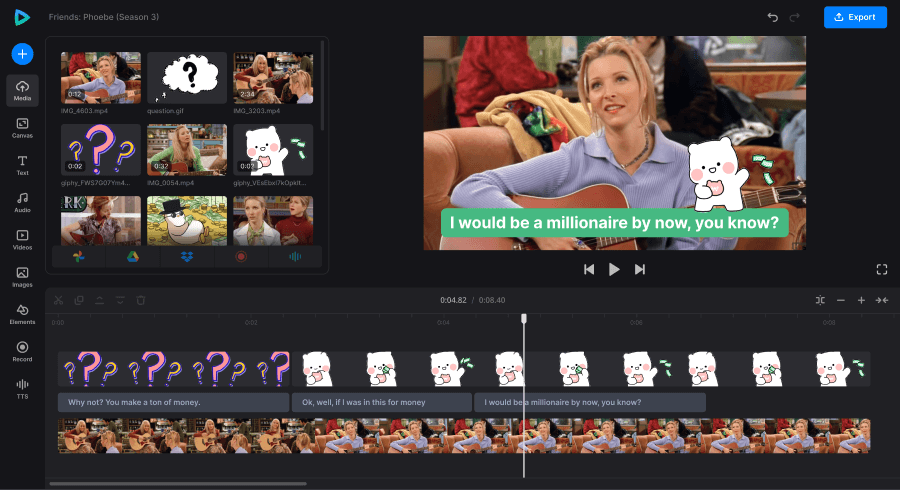 Friends: Phoebe (Season 3)
Export
Media
Canvas
Text
Audio
Videos
Images
Elements
Record
TTS
0:12
2:34
IMG_4603.mp4
question.gif
IMG_3203.mp4
0:02
0:32
0:02
giphy_FWS7G07Ym4...
IMG_0054.mp4
giphy_VEsEbxI7kOpkIt...
RK
I would be a millionaire by now, you know?
0:04.82 / 0:08.40
0:00
0:02
0:04
0:06
0:08
Why not? You make a ton of money.
Ok, well, if I was in this for money
I would be a millionaire by now, you know?